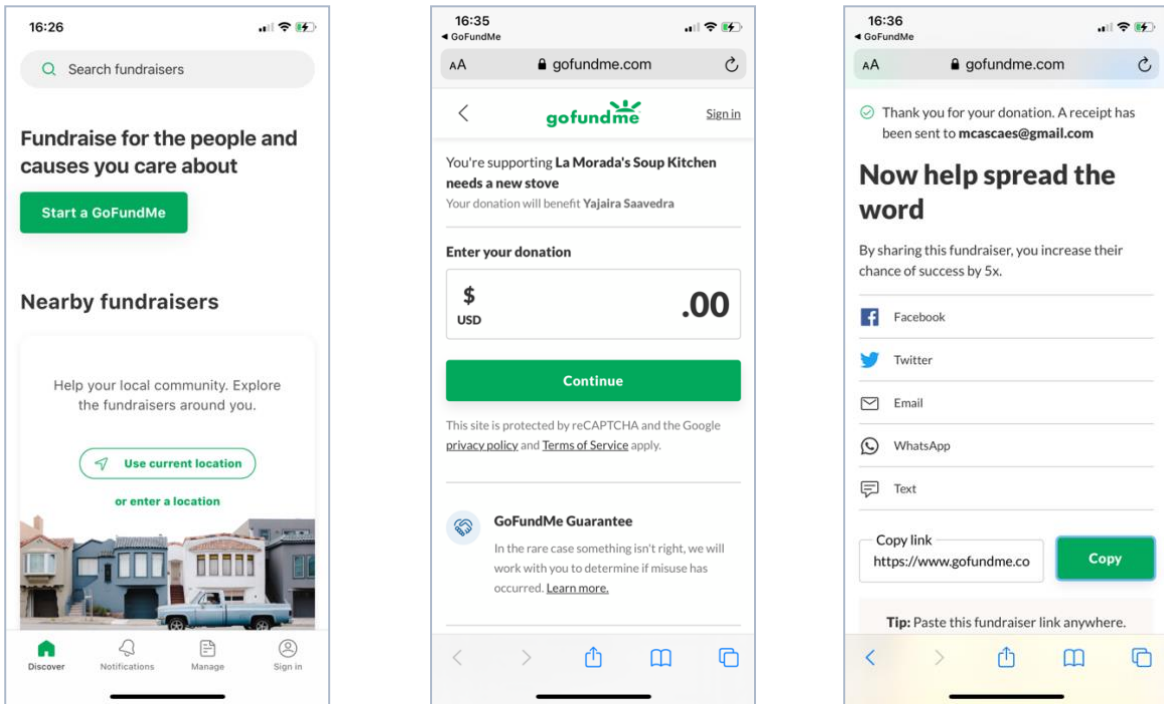 16:26
Search fundraisers
Fundraise for the people and
causes you care about
Start a GoFundMe
Nearby fundraisers
Help your local community. Explore
the fundraisers around you.
Use current location
or enter a location
Discover
Notifications
Manage
Sign in
16:35
GoFundMe
AA
gofundme.com
gofundme
Sign in
You're supporting La Morada's Soup Kitchen
needs a new stove
Your donation will benefit Yajaira Saavedra
Enter your donation
$
USD
.00
Continue
This site is protected by reCAPTCHA and the Google
privacy policy and Terms of Service apply.
GoFundMe Guarantee
In the rare case something isn't right, we will
work with you to determine if misuse has
occurred. Learn more.
16:36
GoFundMe
AA
gofundme.com
Thank you for your donation. A receipt has
been sent to mcascaes@gmail.com
Now help spread the
word
By sharing this fundraiser, you increase their
chance of success by 5x.
Facebook
Twitter
Email
WhatsApp
Text
Copy link
https://www.gofundme.co
Copy
Tip: Paste this fundraiser link anywhere.